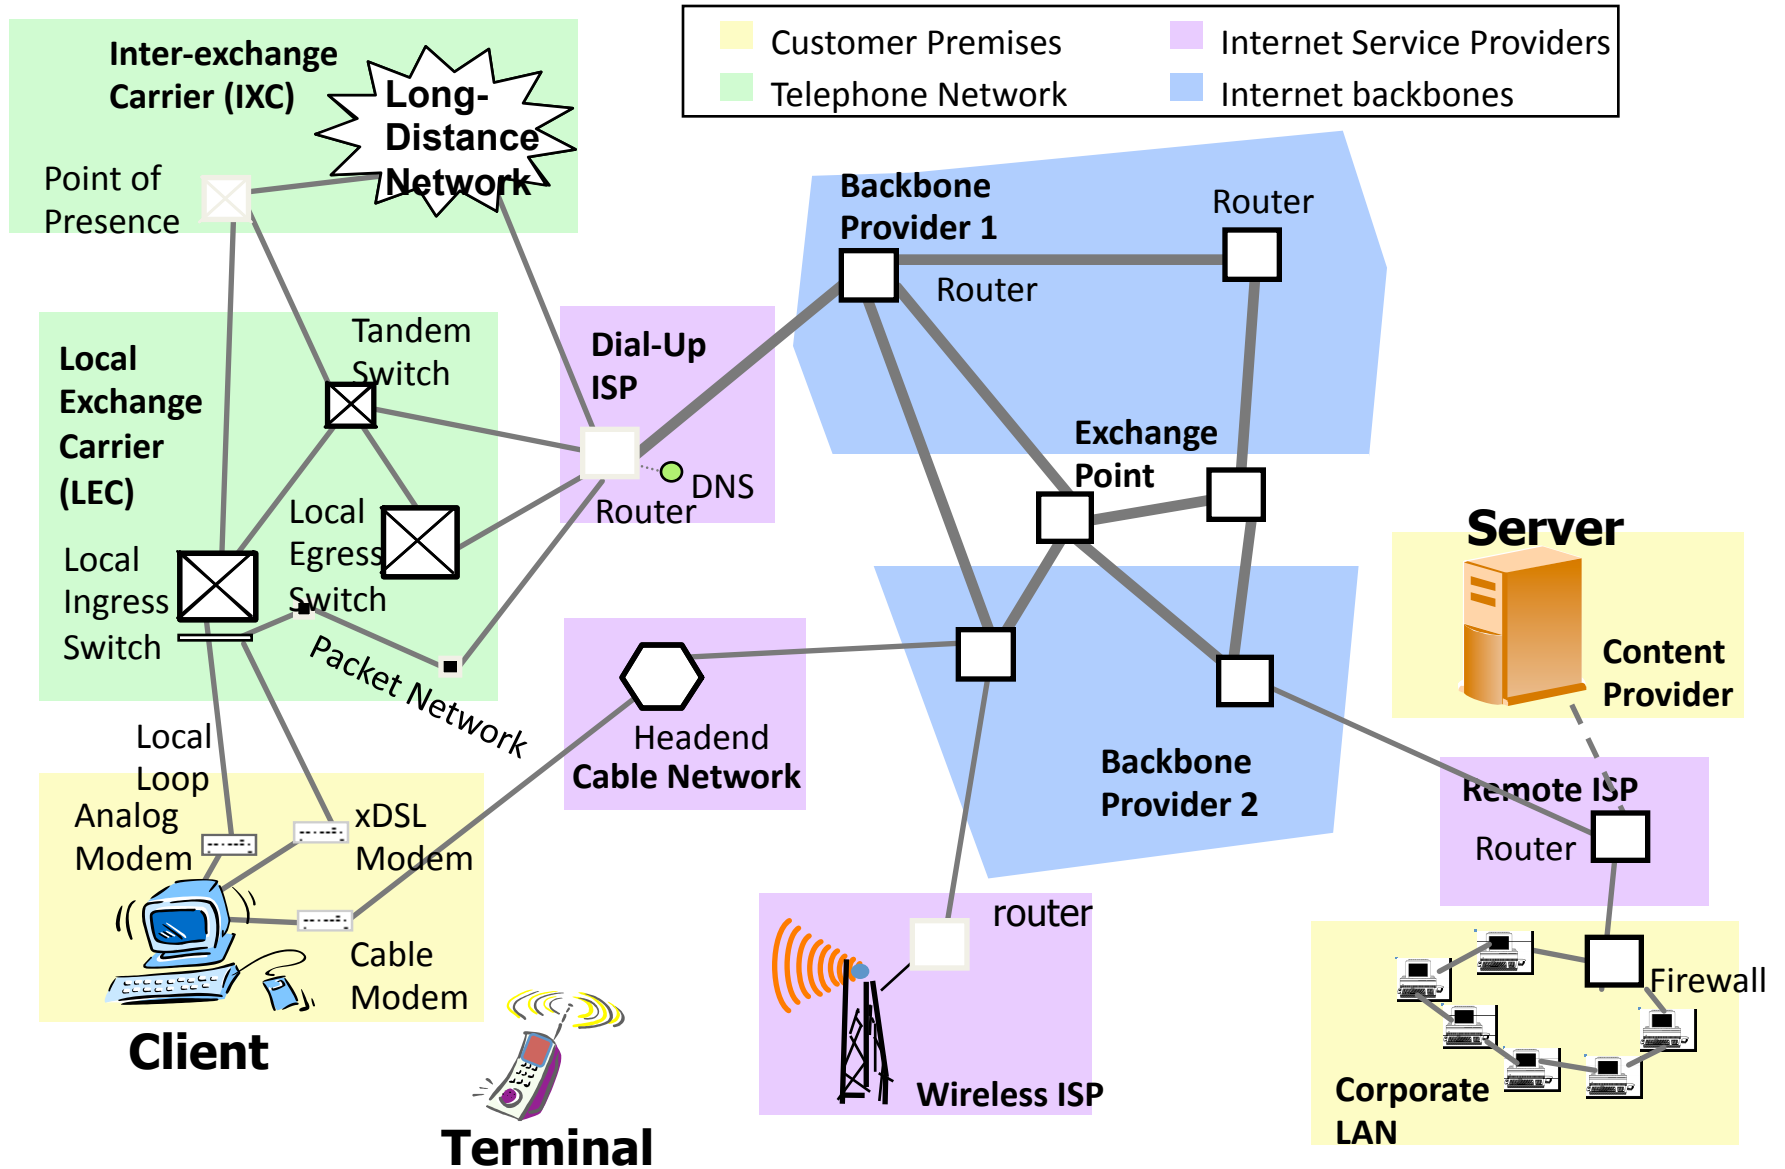 Customer Premises
Internet Service Providers
Telephone Network
Internet backbones
Inter-exchange
Carrier (IXC)
Long-
Distance
Network
Point of
Presence
Backbone
Provider 1
Router
Router
Tandem
Switch
Local
Exchange
Carrier
(LEC)
Dial-Up
ISP
DNS
Router
Exchange
Point
Local
Egress
Switch
Local
Ingress
Switch
Packet Network
Server
Content
Provider
Headend
Cable Network
Local
Loop
Backbone
Provider 2
Remote ISP
Router
Analog
Modem
xDSL
Modem
Cable
Modem
Client
router
Wireless ISP
Terminal
Firewall
Corporate
LAN